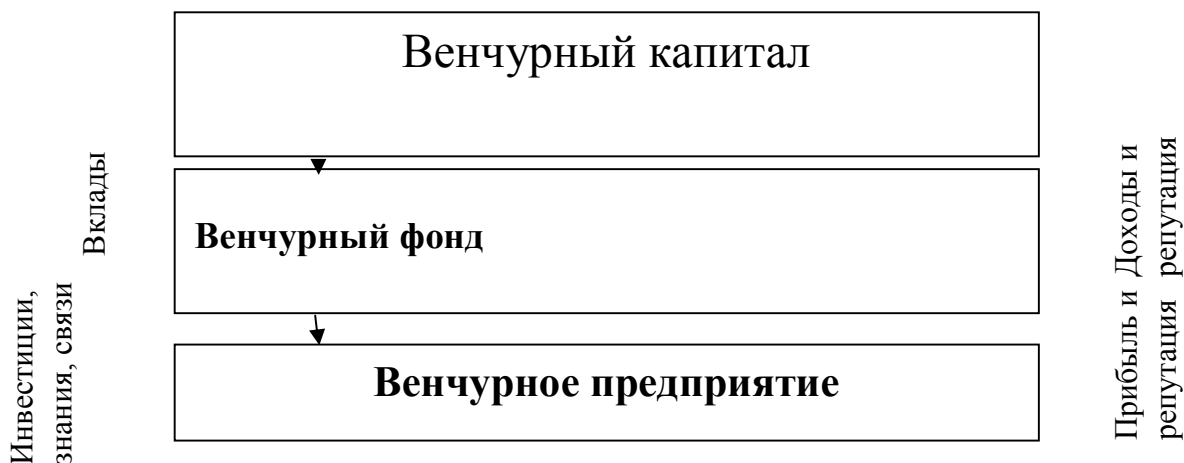 Венчурный капитал
Вклады
Доходы и
репутация
Венчурный фонд
Инвестиции,
знания, связи
Прибыль и
репутация
Венчурное предприятие